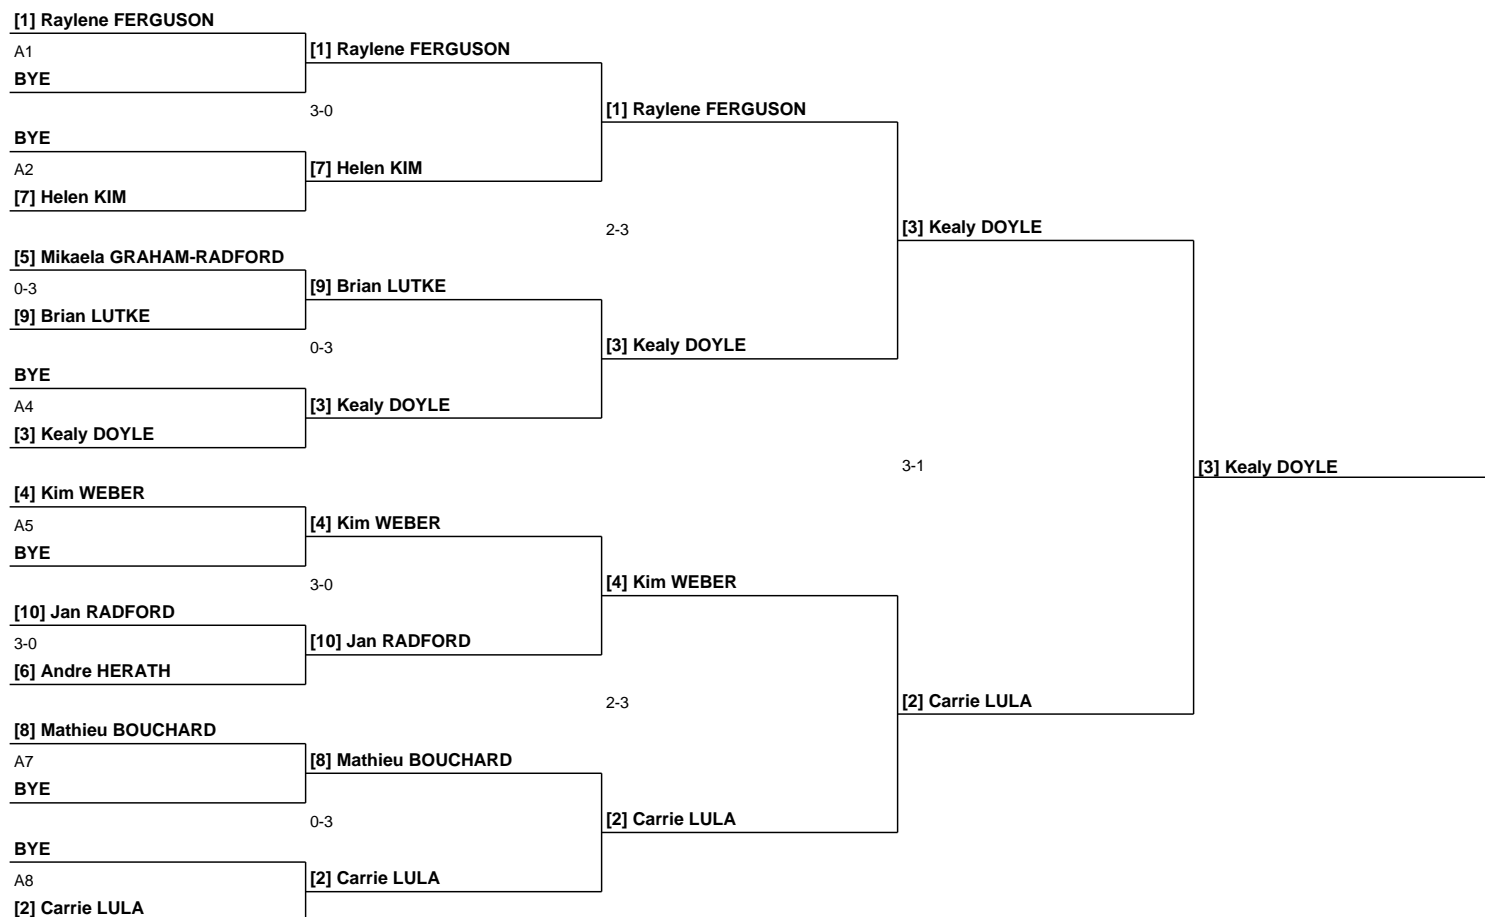 [1] Raylene FERGUSON
A1
BYE
BYE
A2
[7] Helen KIM
[5] Mikaela GRAHAM-RADFORD
0-3
[9] Brian LUTKE
BYE
A4
[3] Kealy DOYLE
[4] Kim WEBER
A5
BYE
[10] Jan RADFORD
3-0
[6] Andre HERATH
[8] Mathieu BOUCHARD
A7
BYE
BYE
A8
[2] Carrie LULA
[1] Raylene FERGUSON
3-0
[7] Helen KIM
[9] Brian LUTKE
0-3
[3] Kealy DOYLE
[4] Kim WEBER
3-0
[10] Jan RADFORD
[8] Mathieu BOUCHARD
0-3
[2] Carrie LULA
[1] Raylene FERGUSON
2-3
[3] Kealy DOYLE
[4] Kim WEBER
2-3
[2] Carrie LULA
[3] Kealy DOYLE
3-1
[2] Carrie LULA
[3] Kealy DOYLE